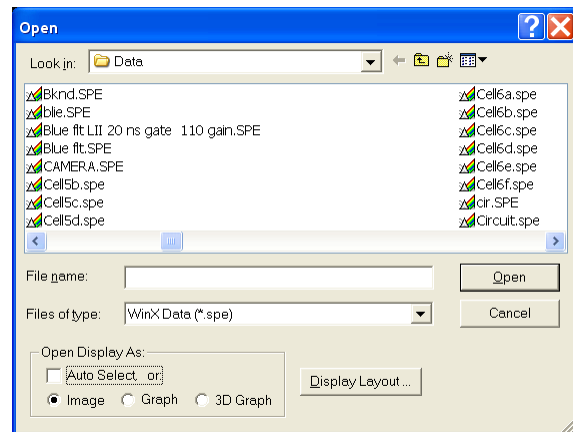 Open
Look in: Data
Bknd.SPE
blie.SPE
Blue flt LII 20 ns gate  110 gain.SPE
Blue flt.SPE
CAMERA.SPE
Cell5b.spe
Cell5c.spe
Cell5d.spe
Cell6a.spe
Cell6b.spe
Cell6c.spe
Cell6d.spe
Cell6e.spe
Cell6f.spe
cir.SPE
Circuit.spe
File name:
Open
Files of type: WinX Data (*.spe)
Cancel
Open Display As:
Auto Select, or:
Image Graph 3D Graph
Display Layout ...